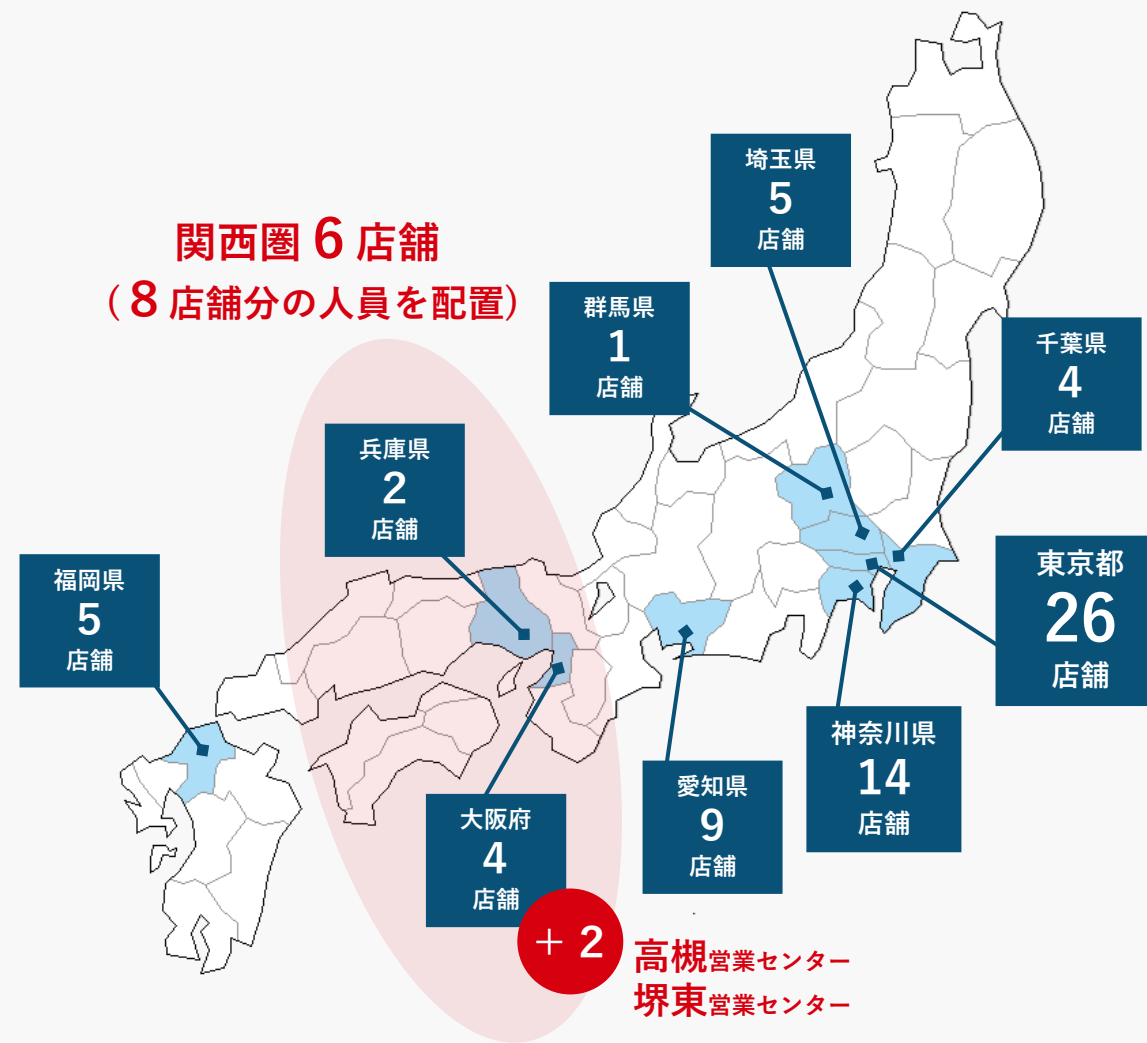 関西圏 6 店舗
(8 店舗分の人員を配置)
埼玉県
5
店舗
群馬県
1
店舗
千葉県
4
店舗
兵庫県
2
店舗
東京都
26
店舗
福岡県
5
店舗
神奈川県
14
店舗
愛知県
9
店舗
大阪府
4
店舗
+ 2
高槻営業センター
堺東営業センター